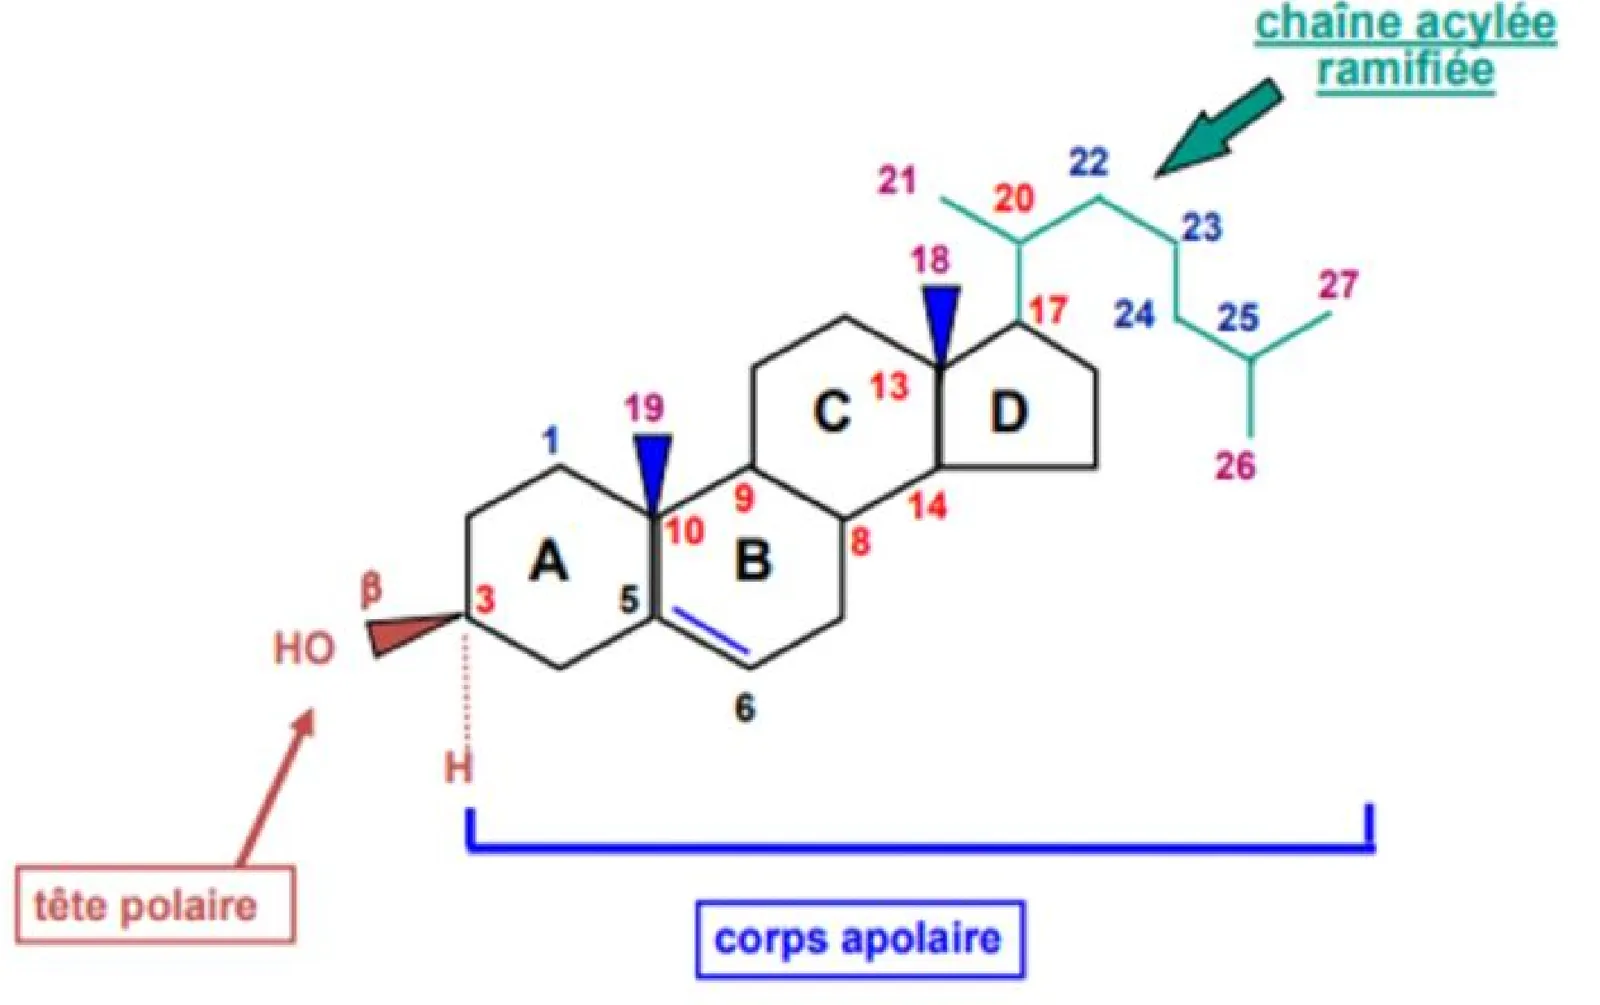 chaîne acylée
ramifiée
22
21
20
23
18
27
17
24
25
C
13
D
19
1
26
9
14
10
8
A
B
β
3
5
HO
6
H
tête polaire
corps apolaire